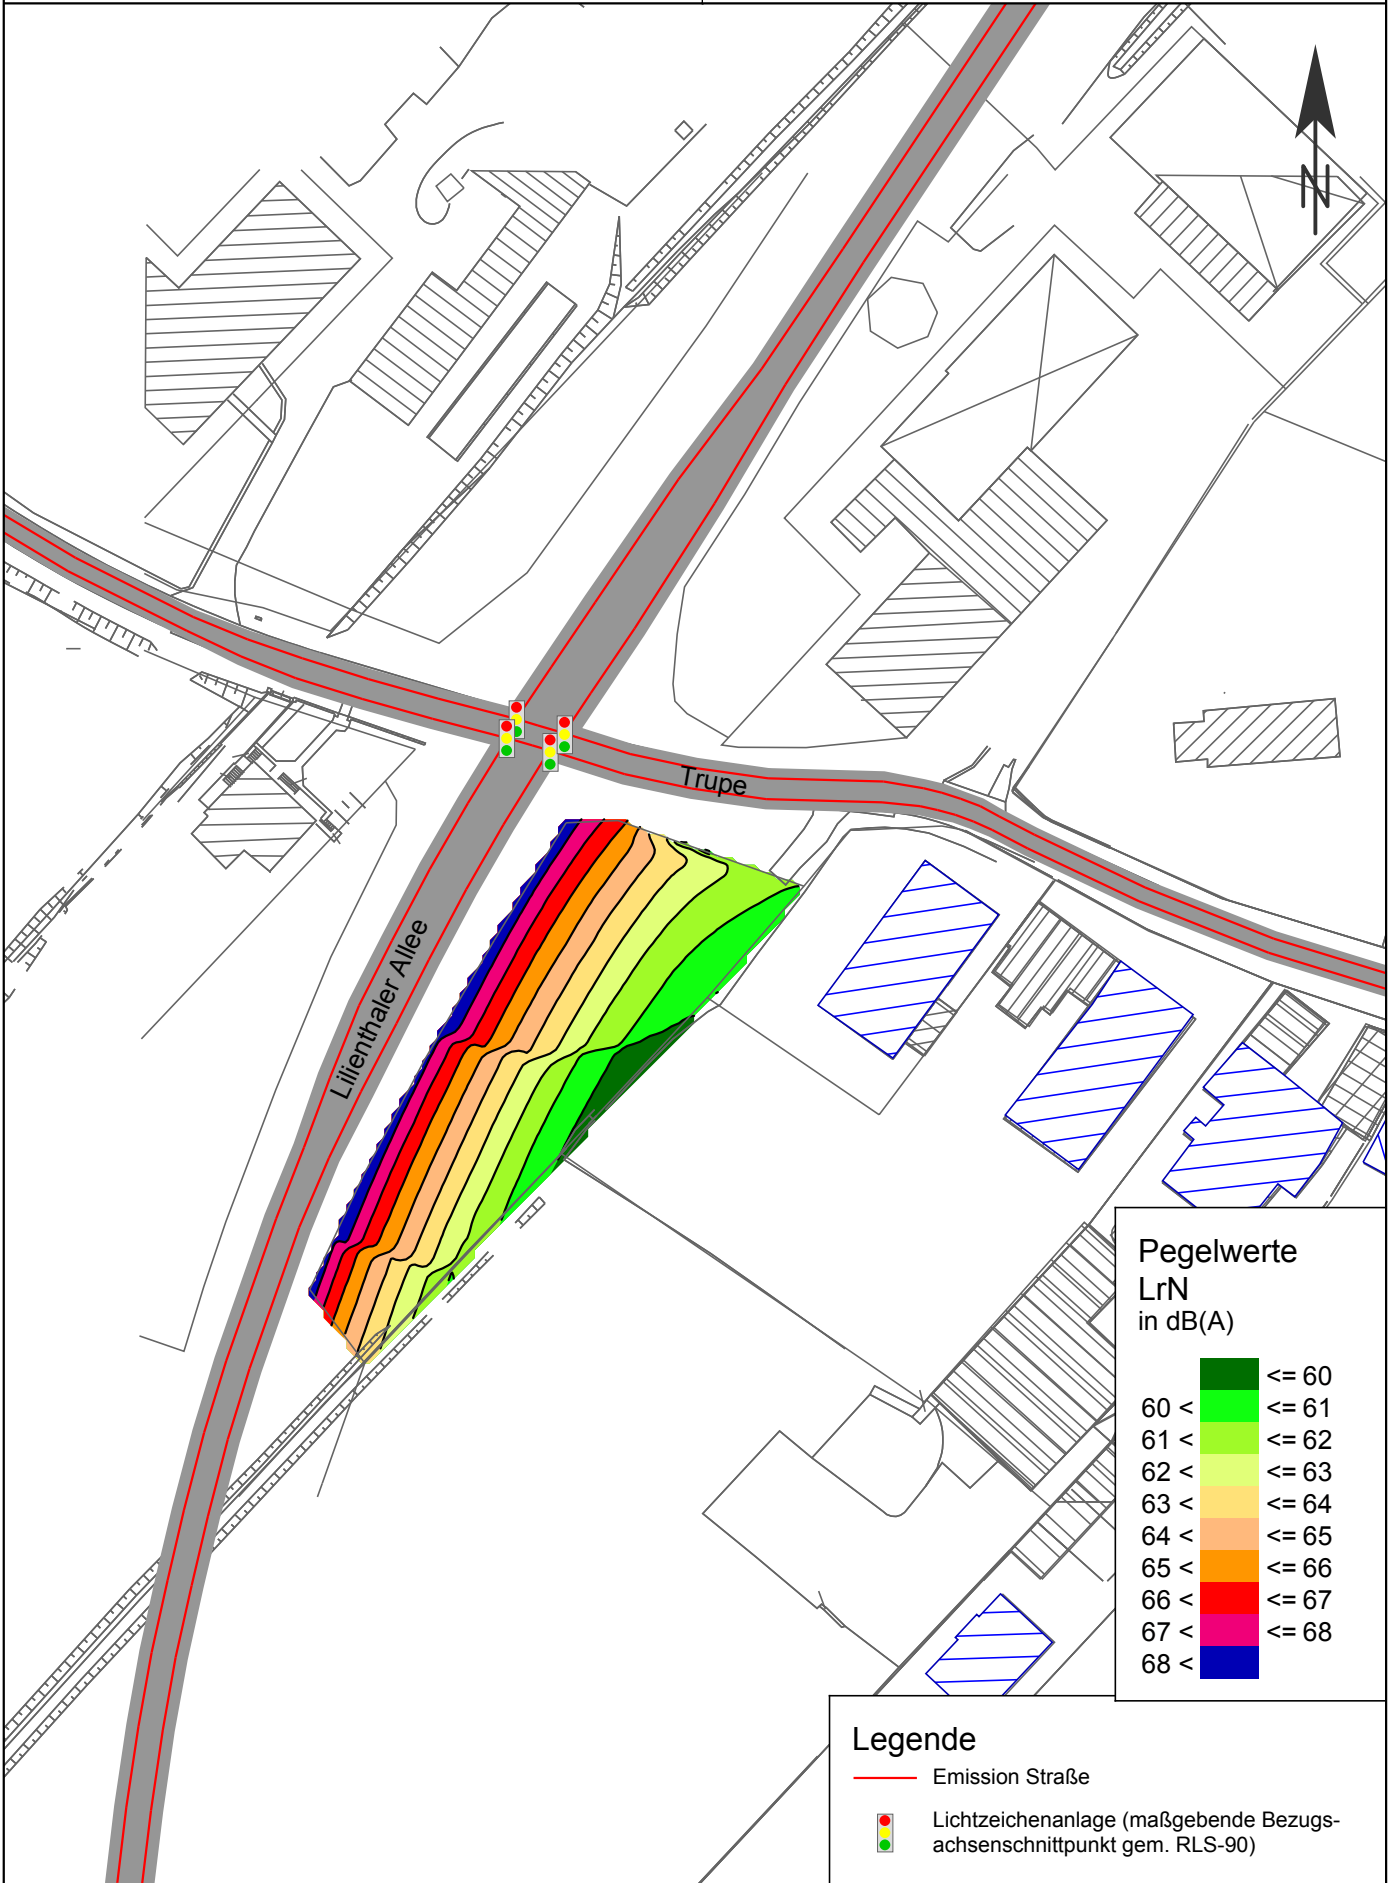 N
Trupe
Lilienthaler Allee
Pegelwerte
LrN
in dB(A)
<= 60
60 < <= 61
61 < <= 62
62 < <= 63
63 < <= 64
64 < <= 65
65 < <= 66
66 < <= 67
67 < <= 68
68 <
Legende
Emission Straße
Lichtzeichenanlage (maßgebende Bezugs-
achsenschnittpunkt gem. RLS-90)